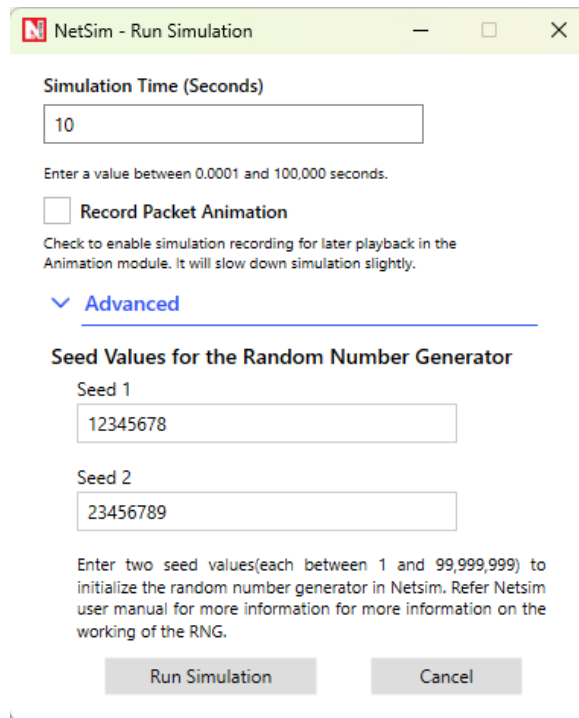 NetSim - Run Simulation
Simulation Time (Seconds)
10
Enter a value between 0.0001 and 100,000 seconds.
Record Packet Animation
Check to enable simulation recording for later playback in the
Animation module. It will slow down simulation slightly.
Advanced
Seed Values for the Random Number Generator
Seed 1
12345678
Seed 2
23456789
Enter two seed values(each between 1 and 99,999,999) to
initialize the random number generator in Netsim. Refer Netsim
user manual for more information for more information on the
working of the RNG.
Run Simulation
Cancel